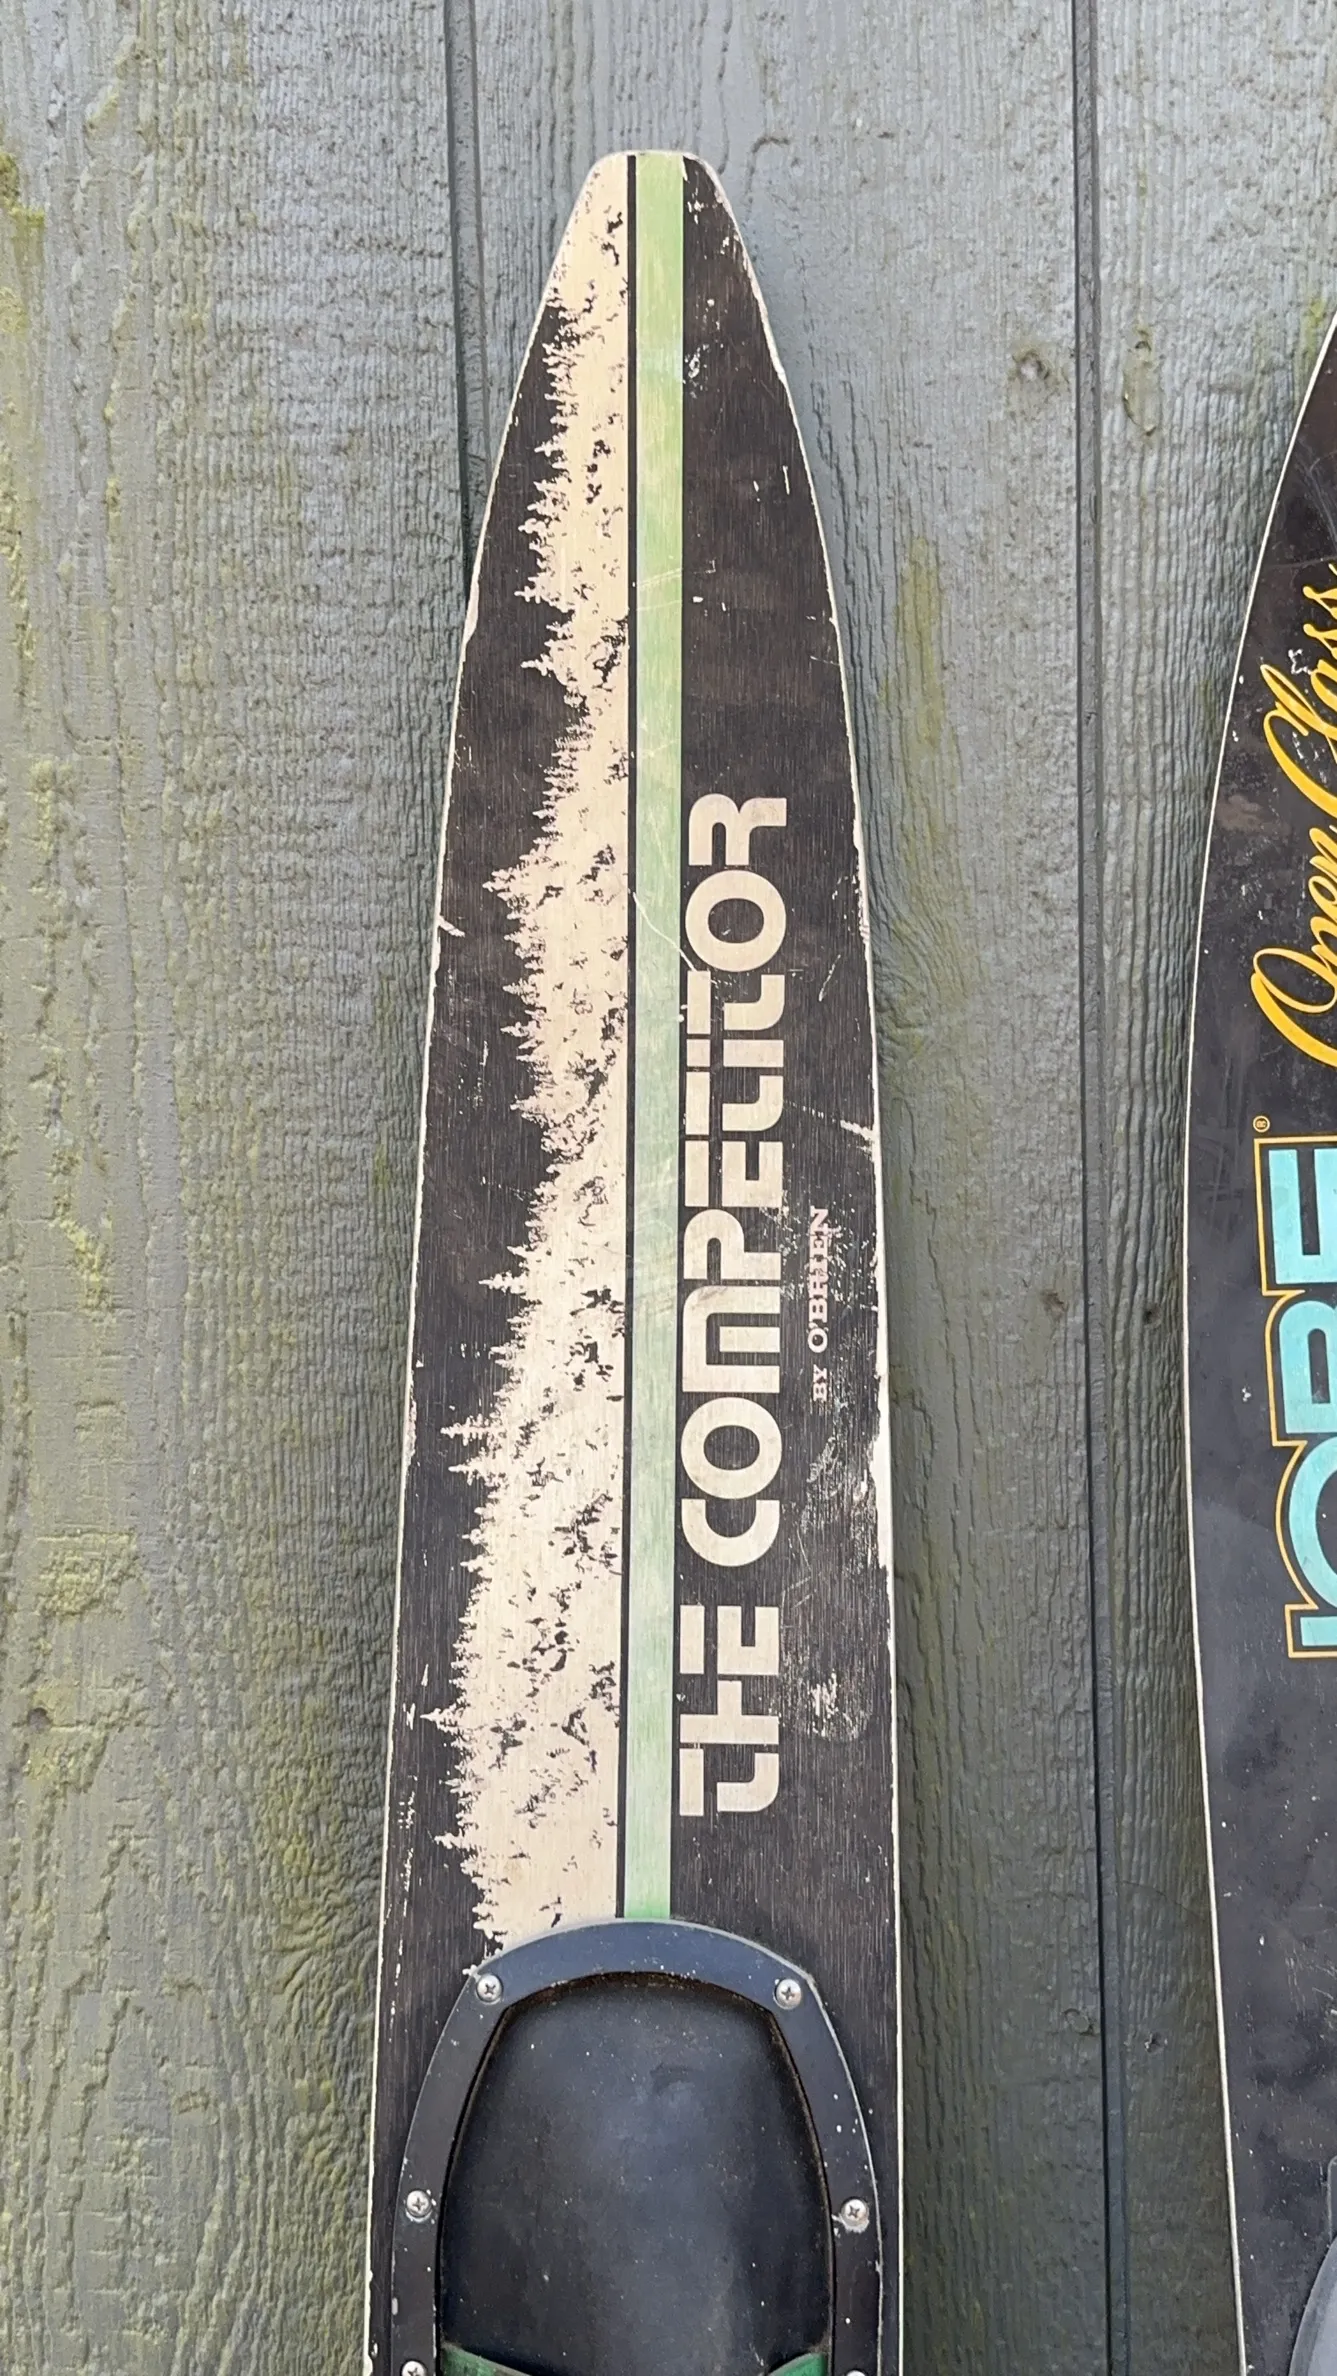 THE COMPETITOR
BY O'BRIEN
JOBE®
Open Class